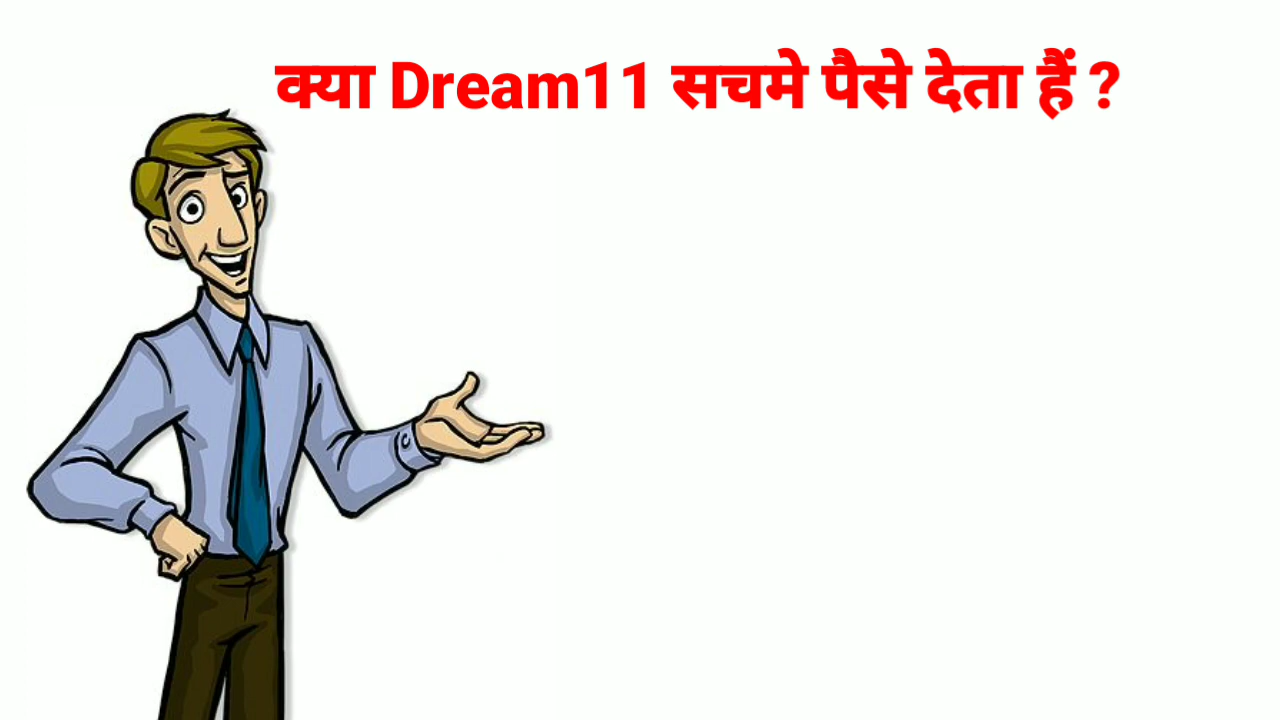 क्या Dream11 सचमे पैसे देता हैं ?